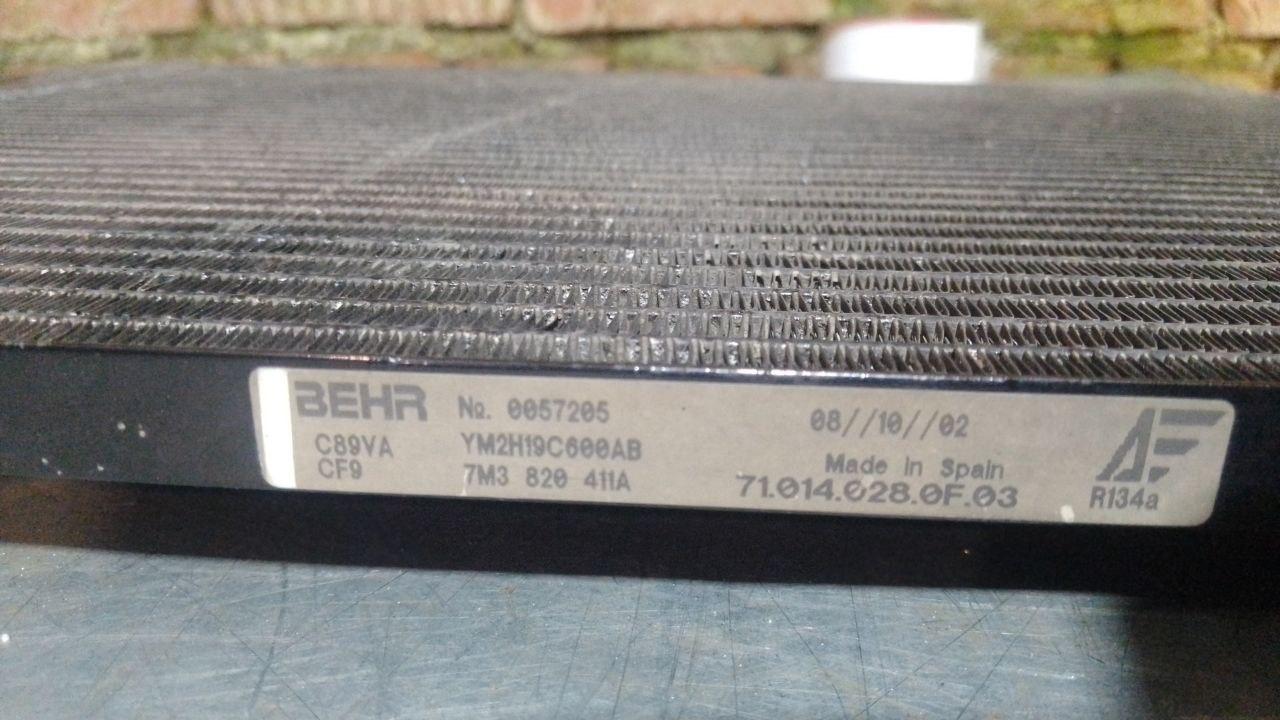 BEHR No. 0057205 08//10//02
C89VA YM2H19C600AB
CF9 7M3 820 411A
Made in Spain
71.014.028.0F.03
AF
R134a